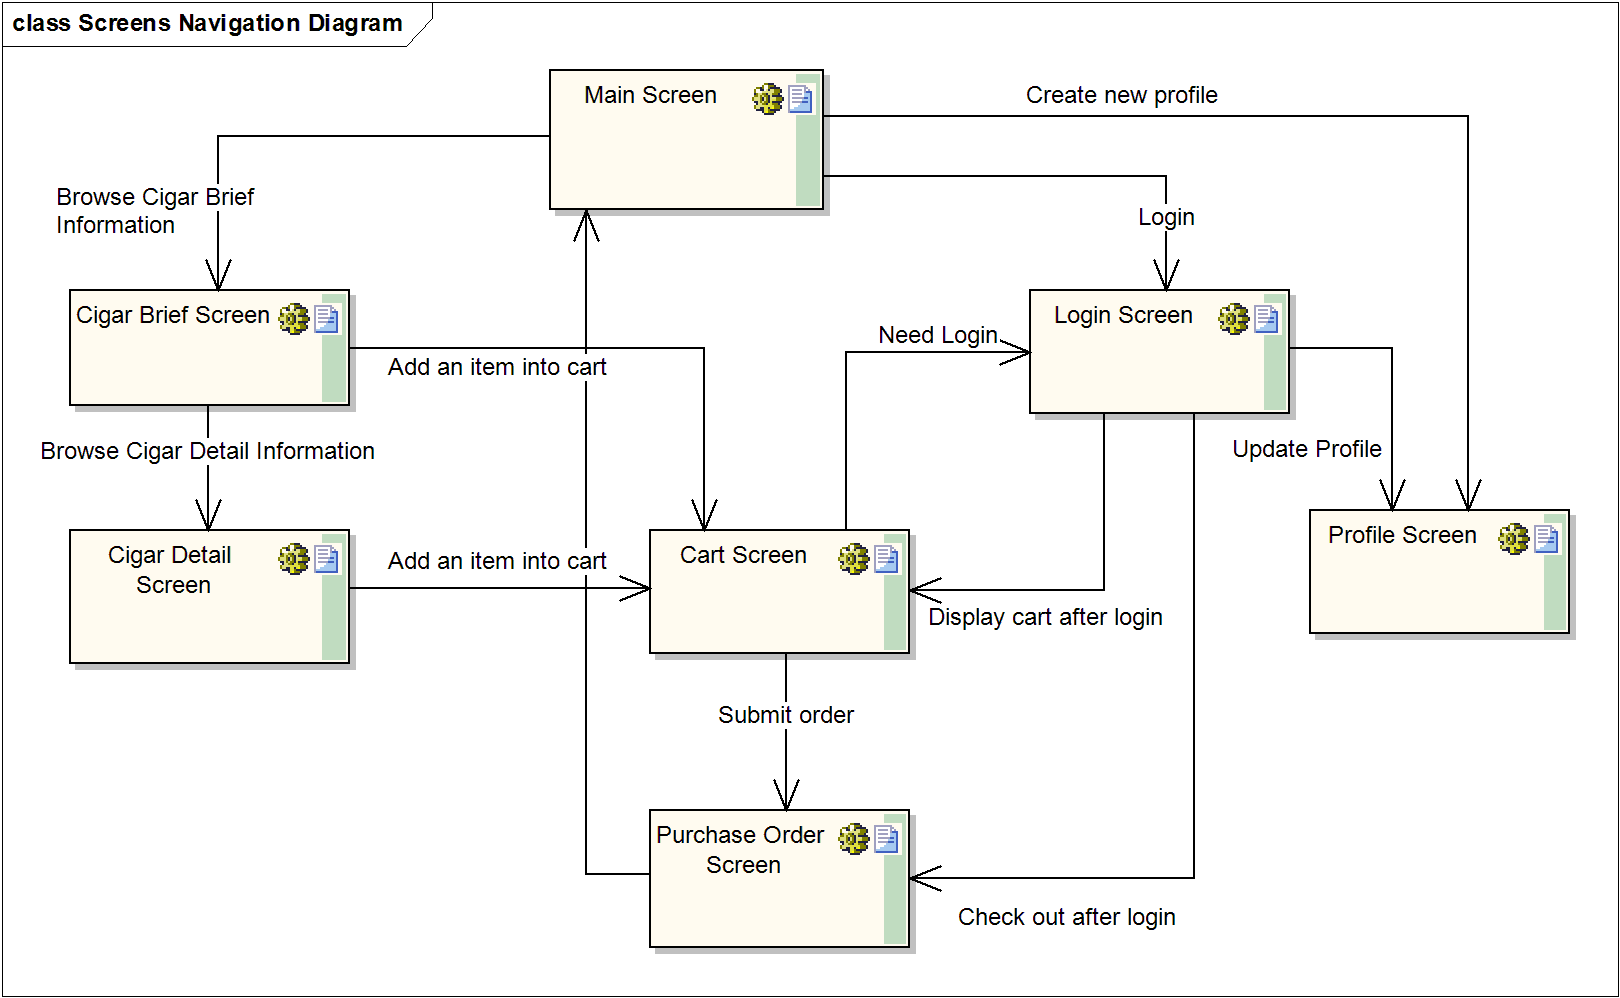 class Screens Navigation Diagram
Main Screen
Create new profile
Browse Cigar Brief
Information
Login
Cigar Brief Screen
Login Screen
Need Login
Add an item into cart
Browse Cigar Detail Information
Update Profile
Cigar Detail
Screen
Add an item into cart
Cart Screen
Profile Screen
Display cart after login
Submit order
Purchase Order
Screen
Check out after login